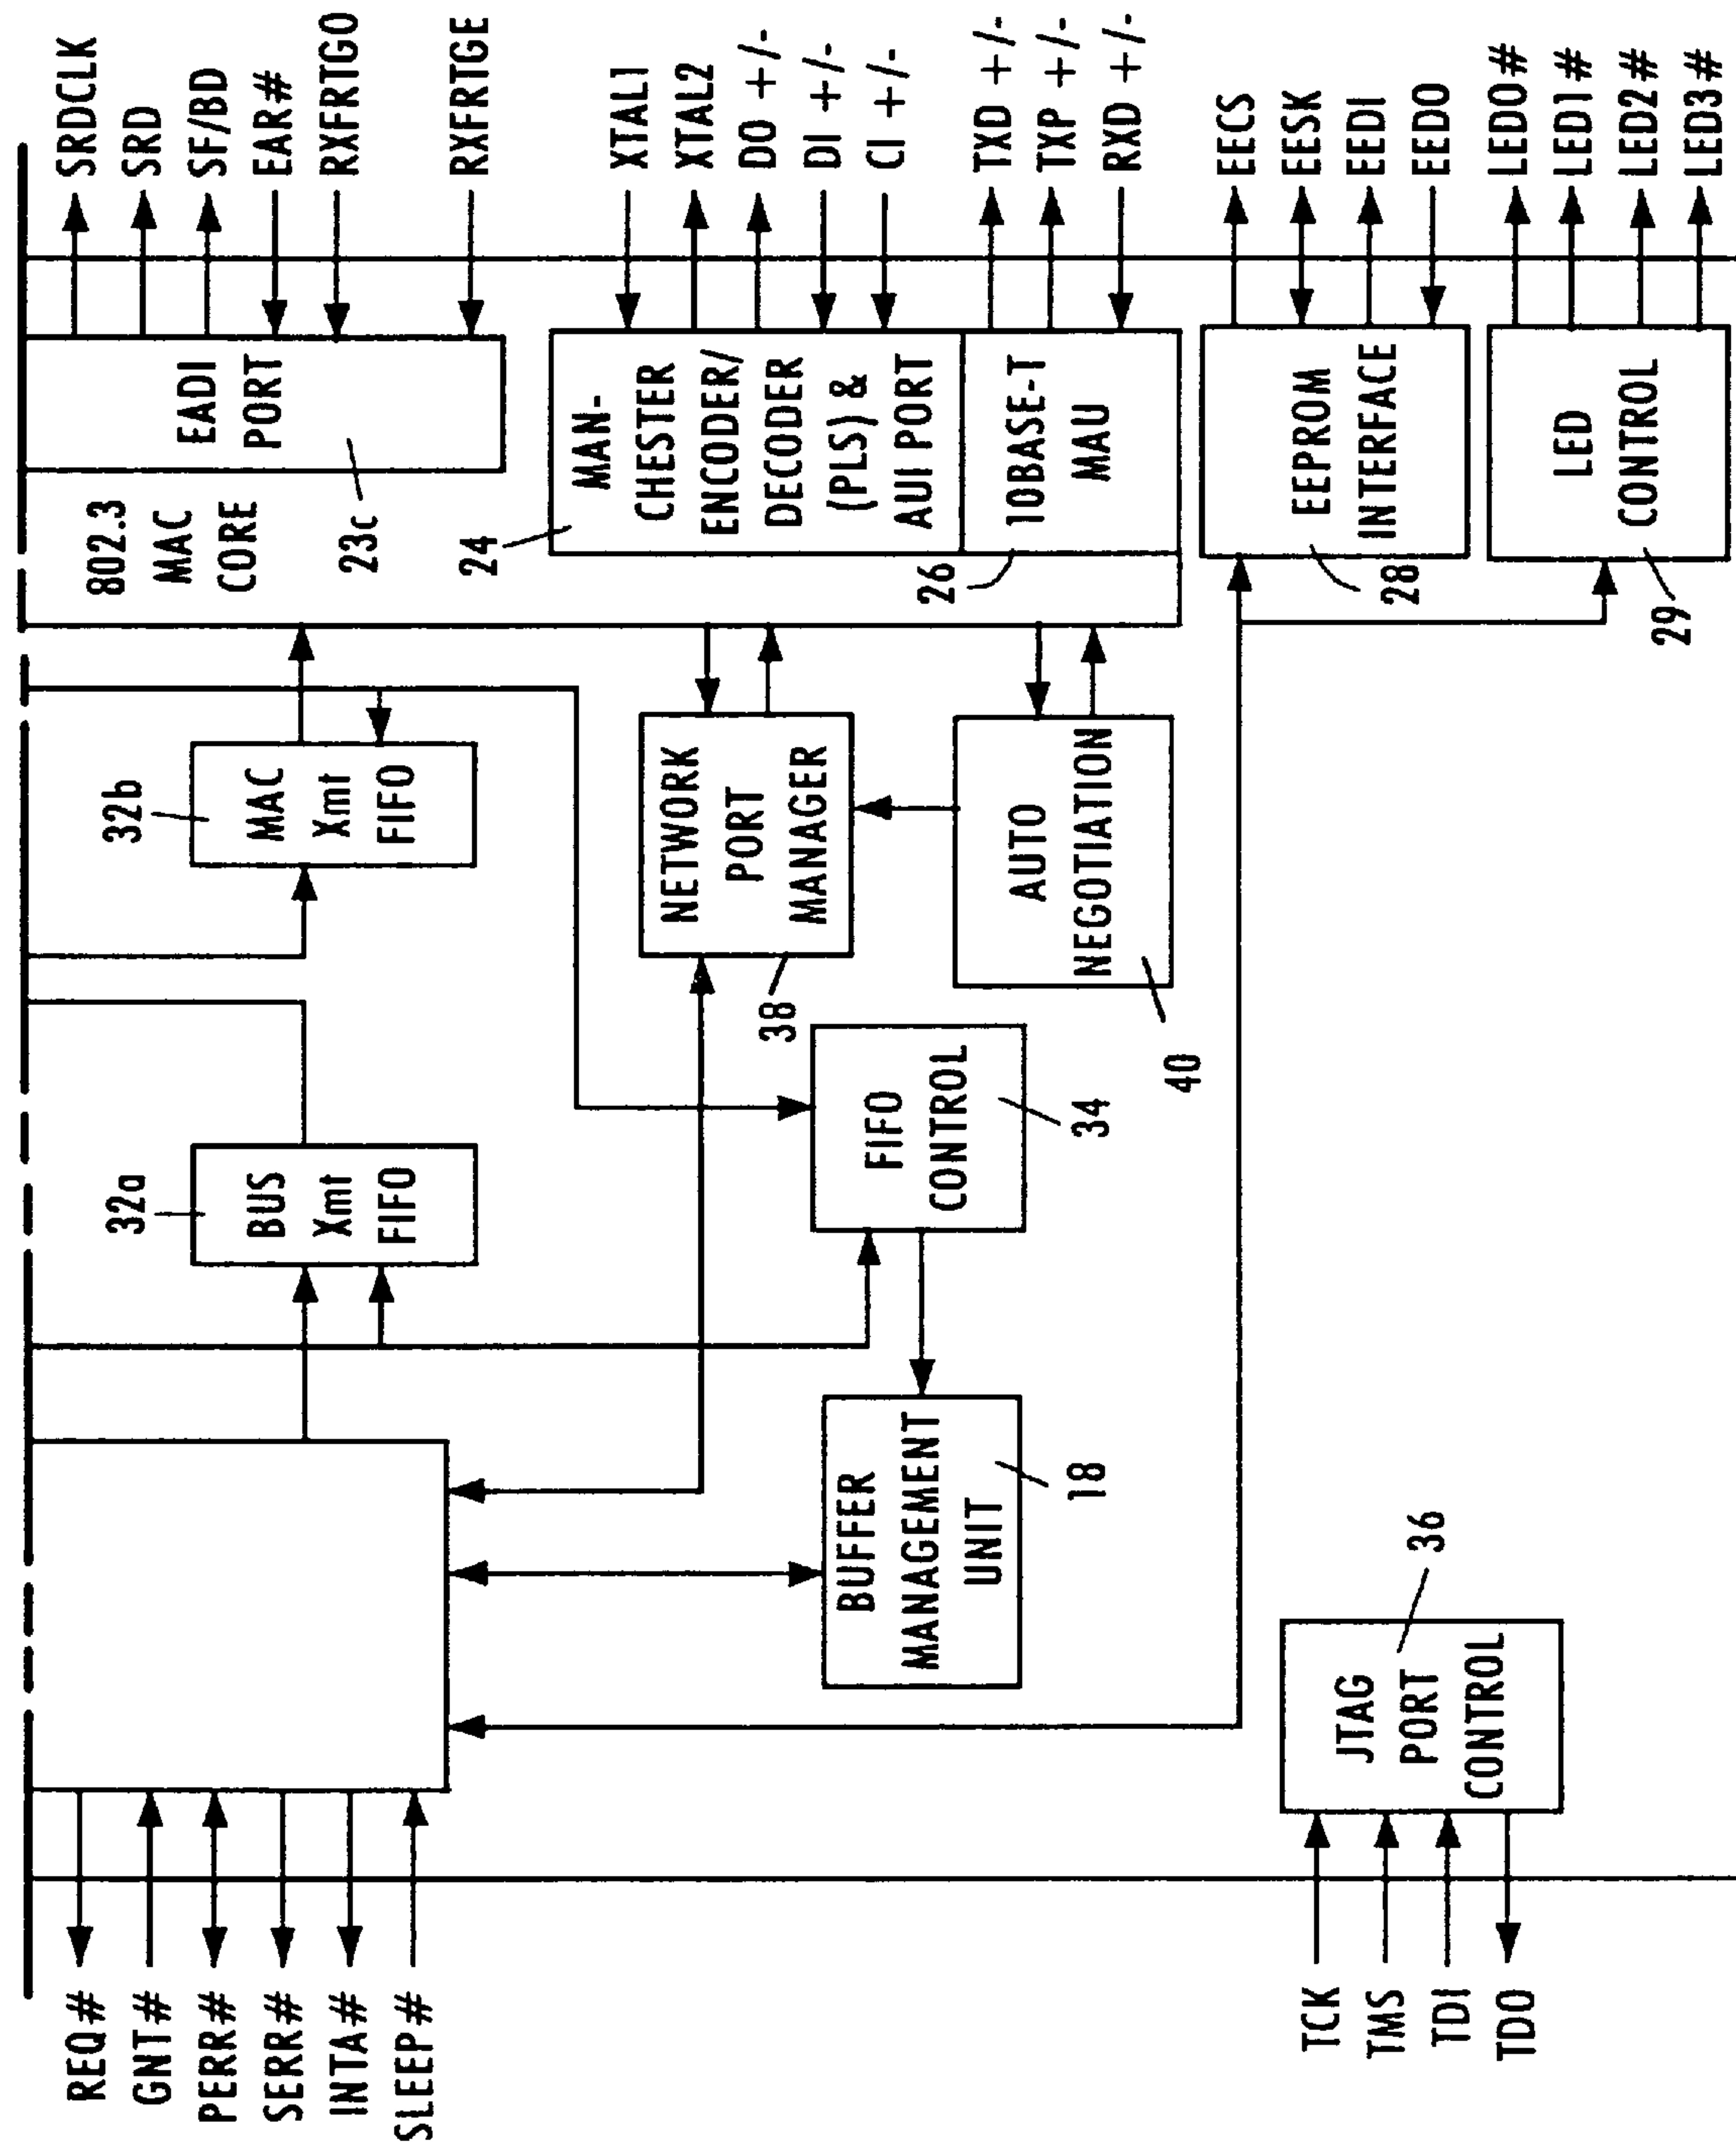 REQ#
GNT#
PERR#
SERR#
INTA#
SLEEP#
TCK
TMS
TDI
TDO
JTAG
PORT
CONTROL
36
BUFFER
MANAGEMENT
UNIT
18
32a
BUS
Xmt
FIFO
FIFO
CONTROL
34
32b
MAC
Xmt
FIFO
NETWORK
PORT
MANAGER
38
AUTO
NEGOTIATION
40
802.3
MAC
CORE
EADI
PORT
23c
24
MAN-
CHESTER
ENCODER/
DECODER
(PLS) &
AUI PORT
26
10BASE-T
MAU
EEPROM
INTERFACE
28
LED
CONTROL
29
SRDCLK
SRD
SF/BD
EAR#
RXFRTGO
RXFRTGE
XTAL1
XTAL2
DO +/-
DI +/-
CI +/-
TXD +/-
TXP +/-
RXD +/-
EECS
EESK
EEDI
EEDO
LED0#
LED1#
LED2#
LED3#